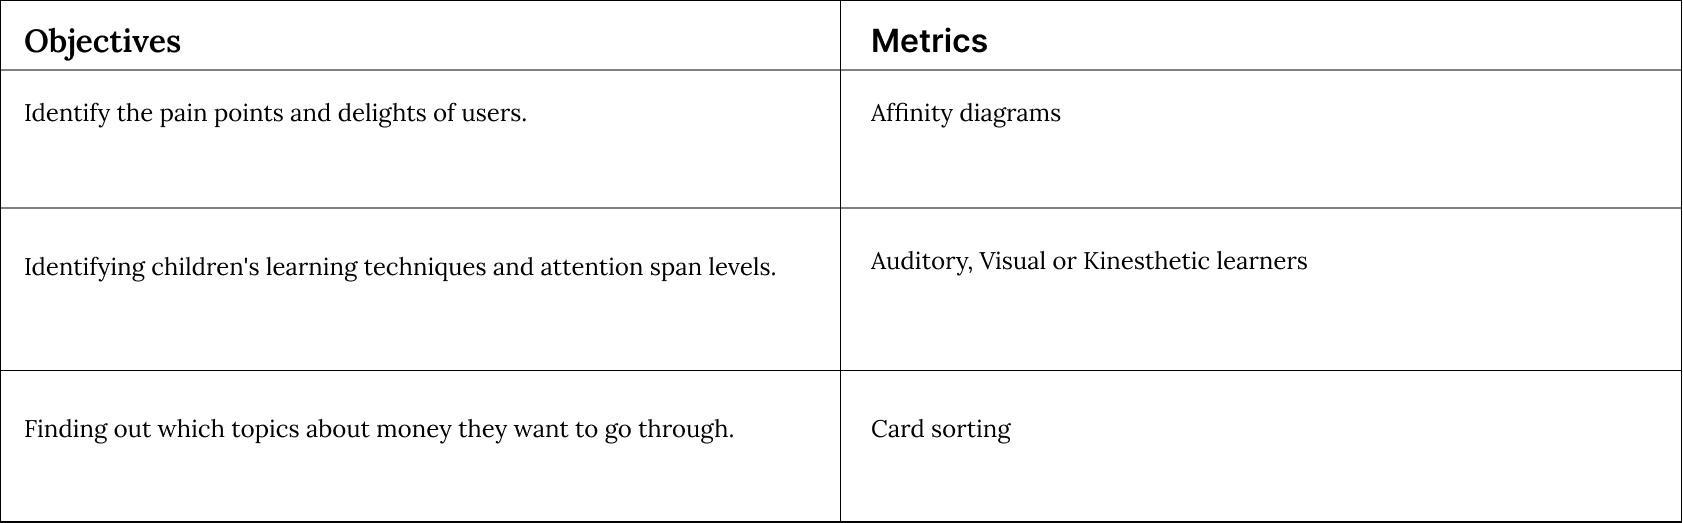 Objectives
Metrics
Identify the pain points and delights of users.
Affinity diagrams
Identifying children's learning techniques and attention span levels.
Auditory, Visual or Kinesthetic learners
Finding out which topics about money they want to go through.
Card sorting